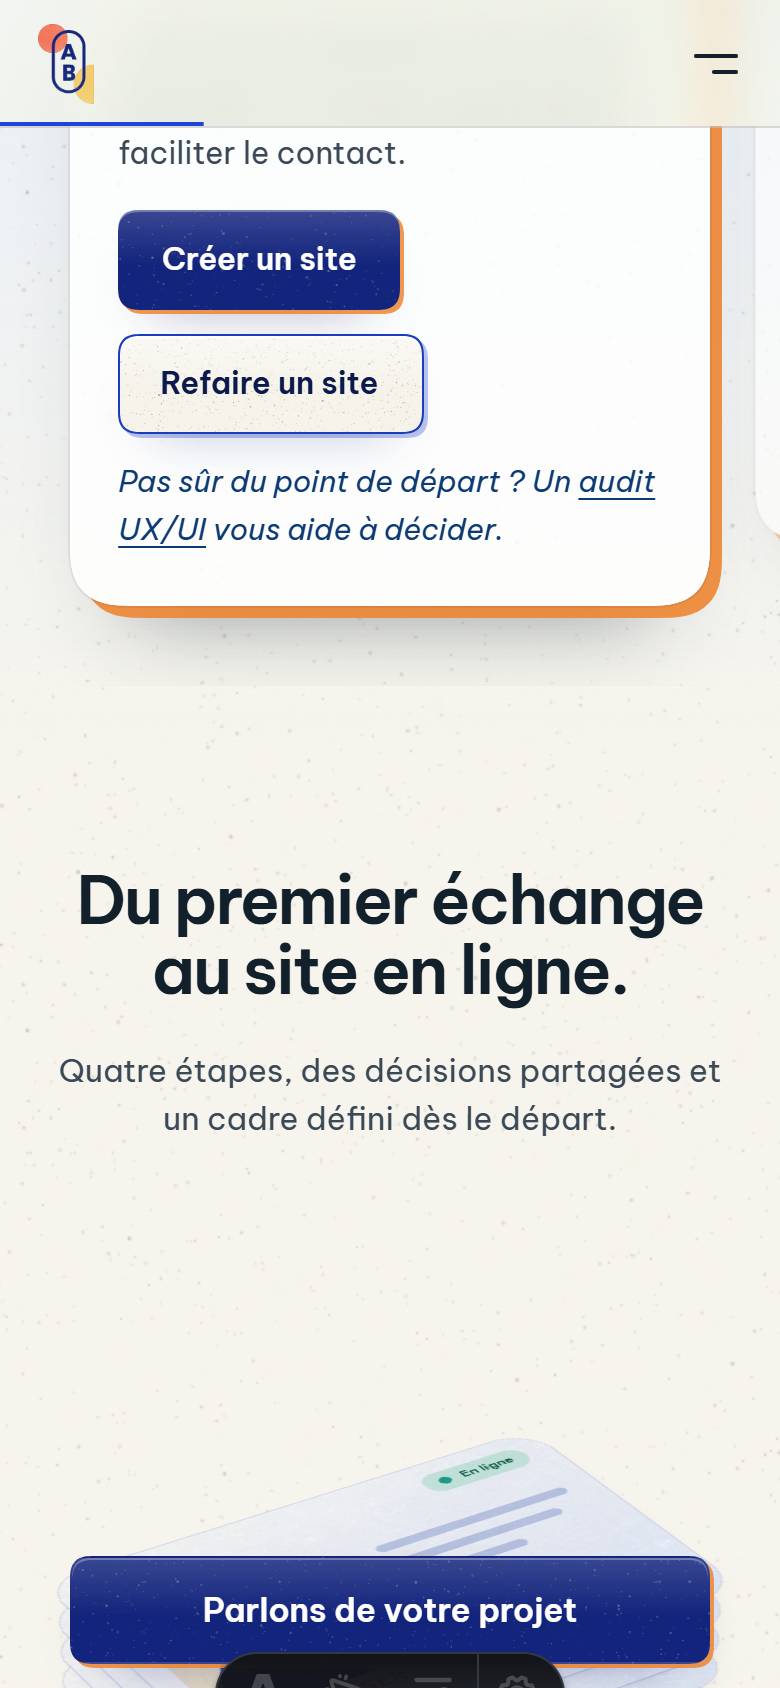 A
B
faciliter le contact.
Créer un site
Refaire un site
Pas sûr du point de départ ? Un audit
UX/UI vous aide à décider.
Du premier échange
au site en ligne.
Quatre étapes, des décisions partagées et
un cadre défini dès le départ.
En ligne
Parlons de votre projet